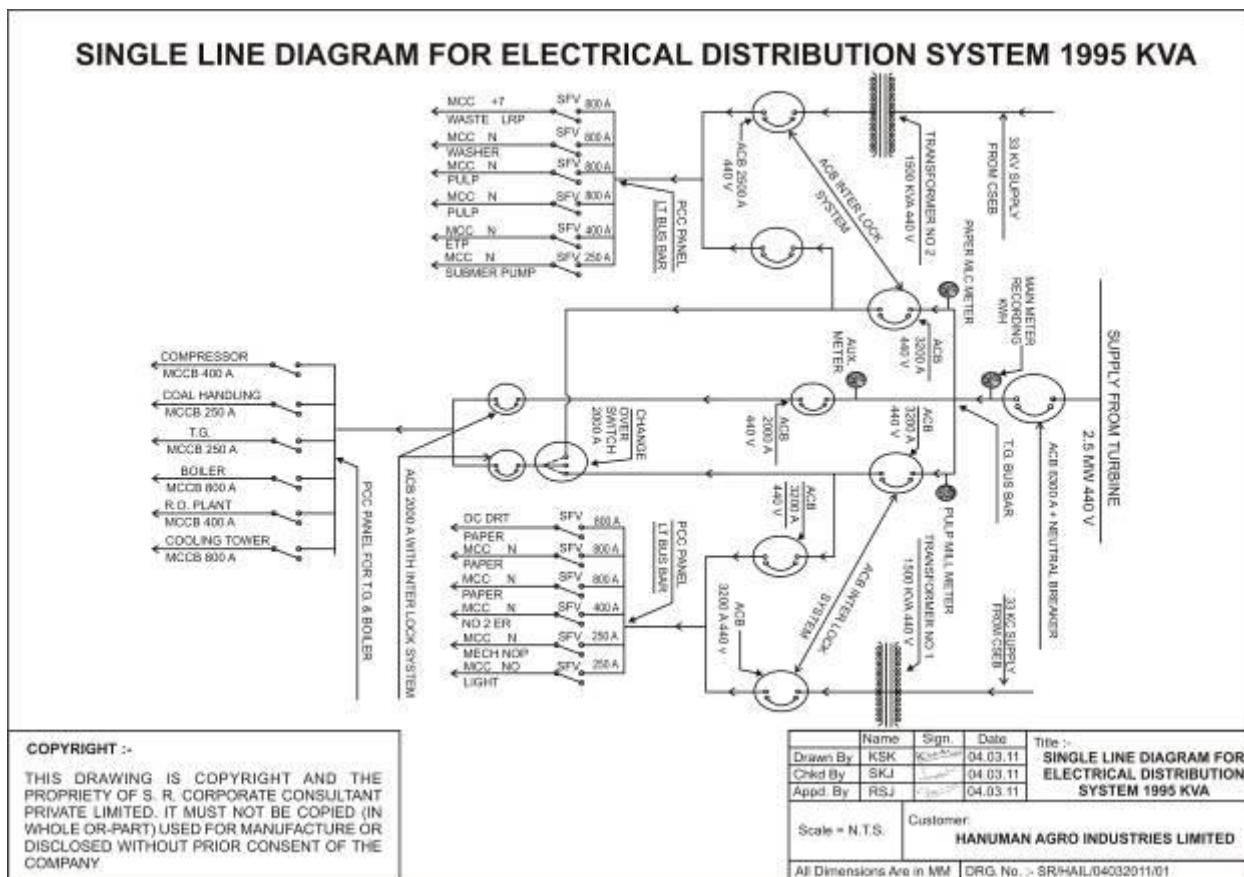 SINGLE LINE DIAGRAM FOR ELECTRICAL DISTRIBUTION SYSTEM 1995 KVA
MCC +7 SFV 800 A
WASTE LRP
MCC N SFV 800 A
WASHER
MCC N SFV 800 A
PULP
MCC N SFV 800 A
PULP
MCC N SFV 400 A
ETP
MCC N SFV 250 A
SUBMER PUMP
PCC PANEL
LT BUS BAR
ACB 2500 A
440 V
ACB INTER LOCK
SYSTEM
TRANSFORMER NO 2
1500 KVA 440 V
33 KV SUPPLY
FROM CSEB
PAPER MLC METER
MAIN METER
RECORDING
KWH
ACB
3200 A
440 V
AUX.
METER
SUPPLY FROM TURBINE
2.5 MW 440 V
COMPRESSOR
MCCB 400 A
COAL HANDLING
MCCB 250 A
T.G.
MCCB 250 A
BOILER
MCCB 800 A
R.O. PLANT
MCCB 400 A
COOLING TOWER
MCCB 800 A
PCC PANEL FOR T.G. & BOILER
ACB 2000 A WITH INTER LOCK SYSTEM
CHANGE
OVER
SWITCH
2000 A
ACB
2000 A
440 V
ACB
3200 A
440 V
T.G. BUS BAR
ACB 5300 A + NEUTRAL BREAKER
ACB
3200 A
440 V
PULP MILL METER
DC DRT SFV 800 A
PAPER
MCC N SFV 800 A
PAPER
MCC N SFV 800 A
PAPER
MCC N SFV 400 A
NO 2 ER
MCC N SFV 250 A
MECH NOP
MCC NO SFV 250 A
LIGHT
PCC PANEL
LT BUS BAR
ACB
3200 A 440 V
ACB INTER LOCK
SYSTEM
TRANSFORMER NO 1
1500 KVA 440 V
33 KC SUPPLY
FROM CSEB
COPYRIGHT :-
THIS DRAWING IS COPYRIGHT AND THE
PROPRIETY OF S. R. CORPORATE CONSULTANT
PRIVATE LIMITED. IT MUST NOT BE COPIED (IN
WHOLE OR-PART) USED FOR MANUFACTURE OR
DISCLOSED WITHOUT PRIOR CONSENT OF THE
COMPANY
Name Sign. Date
Drawn By KSK 04.03.11
Chkd By SKJ 04.03.11
Appd. By RSJ 04.03.11
Title :-
SINGLE LINE DIAGRAM FOR
ELECTRICAL DISTRIBUTION
SYSTEM 1995 KVA
Scale = N.T.S.
Customer:
HANUMAN AGRO INDUSTRIES LIMITED
All Dimensions Are in MM
DRG. No. :- SR/HAIL/04032011/01